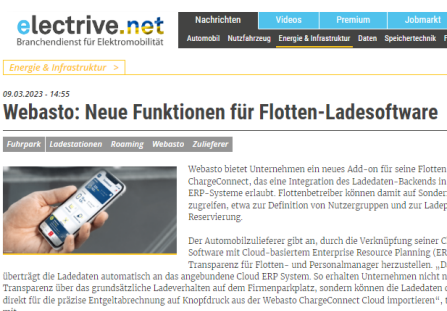 electrive.net
Branchendienst für Elektromobilität
Nachrichten Videos Premium Jobmarkt
Automobil Nutzfahrzeug Energie & Infrastruktur Daten Speichertechnik F
Energie & Infrastruktur >
09.03.2023 - 14:55
Webasto: Neue Funktionen für Flotten-Ladesoftware
Fuhrpark Ladestationen Roaming Webasto Zulieferer
Webasto bietet Unternehmen ein neues Add-on für seine Flotten
ChargeConnect, das eine Integration des Ladedaten-Backends in
ERP-Systeme erlaubt. Flottenbetreiber können damit auf Sonder
zugreifen, etwa zur Definition von Nutzergruppen und zur Ladep
Reservierung.
Der Automobilzulieferer gibt an, durch die Verknüpfung seiner C
Software mit Cloud-basiertem Enterprise Resource Planning (ER
Transparenz für Flotten- und Personalmanager herzustellen. „D
überträgt die Ladedaten automatisch an das angebundene Cloud ERP System. So erhalten Unternehmen nicht n
Transparenz über das grundsätzliche Ladeverhalten auf dem Firmenparkplatz, sondern können die Ladedaten d
direkt für die präzise Entgeltabrechnung auf Knopfdruck aus der Webasto ChargeConnect Cloud importieren“, t